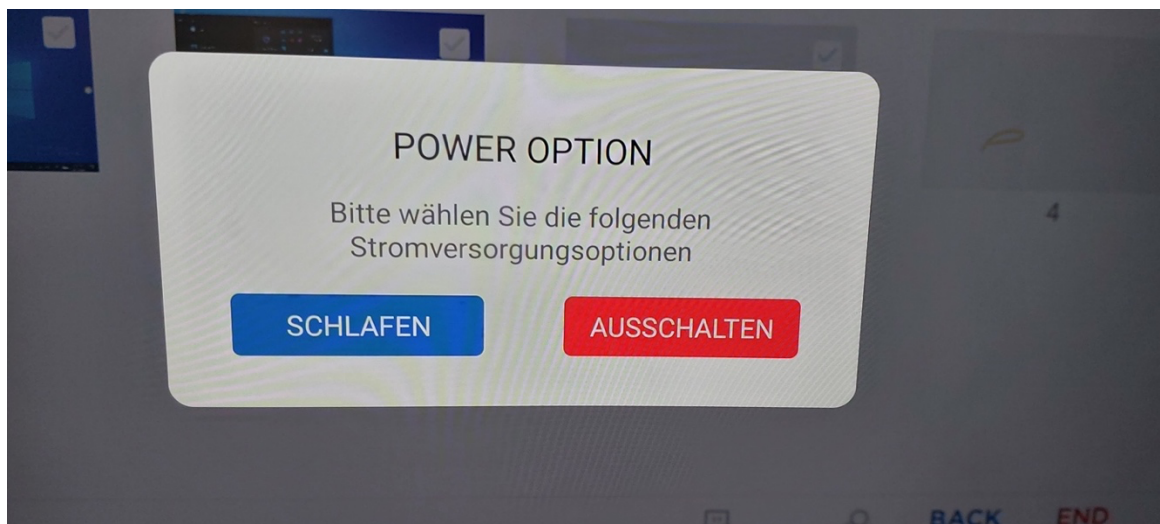 POWER OPTION
Bitte wählen Sie die folgenden
Stromversorgungsoptionen
SCHLAFEN
AUSSCHALTEN
4
BACK
END